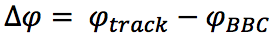 Δφ = φ_track − φ_BBC